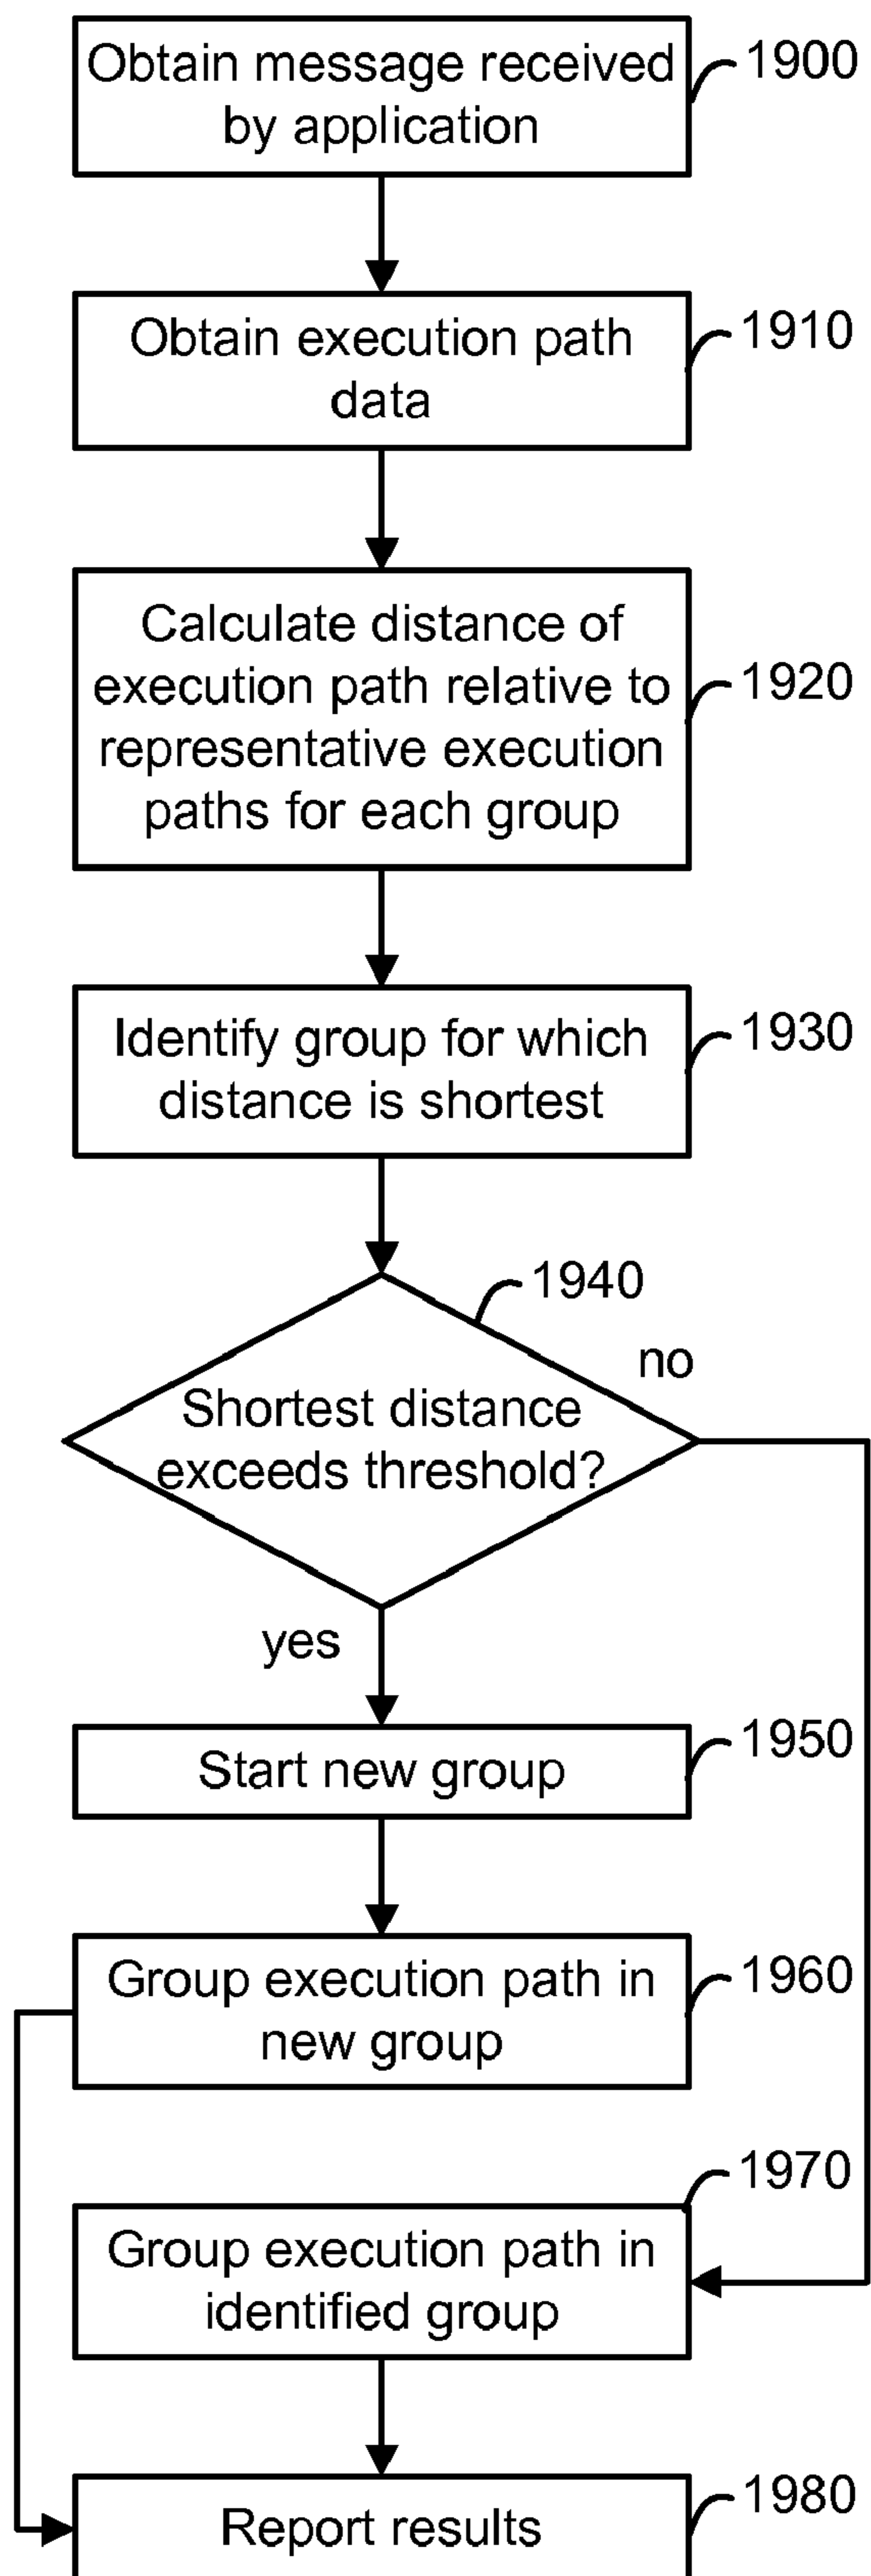 Obtain message received
by application
1900
Obtain execution path
data
1910
Calculate distance of
execution path relative to
representative execution
paths for each group
1920
Identify group for which
distance is shortest
1930
1940
no
Shortest distance
exceeds threshold?
yes
Start new group
1950
Group execution path in
new group
1960
1970
Group execution path in
identified group
Report results
1980